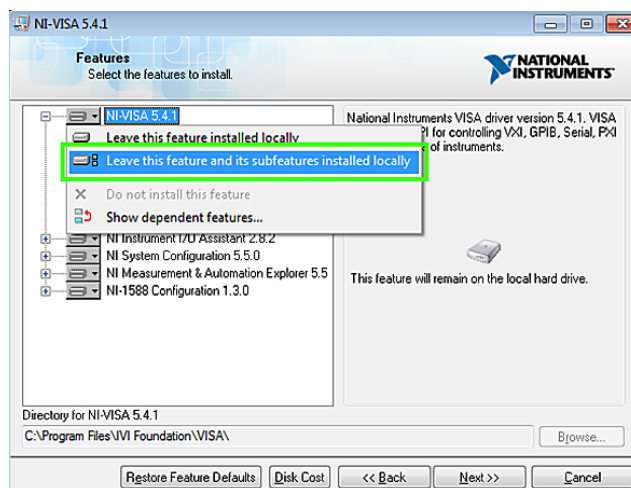 NI-VISA 5.4.1
Features
Select the features to install.
NATIONAL
INSTRUMENTS
NI-VISA 5.4.1
Leave this feature installed locally
Leave this feature and its subfeatures installed locally
Do not install this feature
Show dependent features...
NI Instrument I/O Assistant 2.8.2
NI System Configuration 5.5.0
NI Measurement & Automation Explorer 5.5
NI-1588 Configuration 1.3.0
National Instruments VISA driver version 5.4.1. VISA
for controlling VXI, GPIB, Serial, PXI
of instruments.
This feature will remain on the local hard drive.
Directory for NI-VISA 5.4.1
C:\Program Files\IVI Foundation\VISA\
Browse...
Restore Feature Defaults
Disk Cost
<< Back
Next >>
Cancel